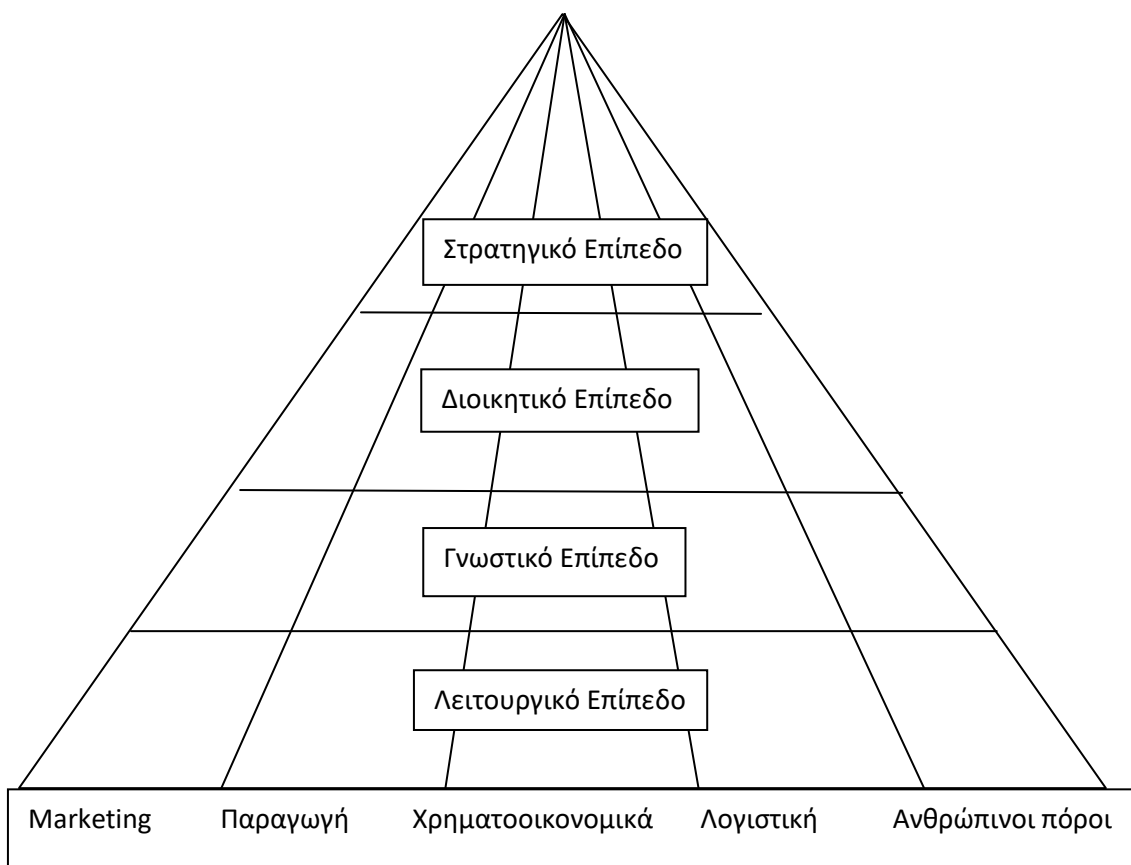 Στρατηγικό Επίπεδο
Διοικητικό Επίπεδο
Γνωστικό Επίπεδο
Λειτουργικό Επίπεδο
Marketing Παραγωγή Χρηματοοικονομικά Λογιστική Ανθρώπινοι πόροι